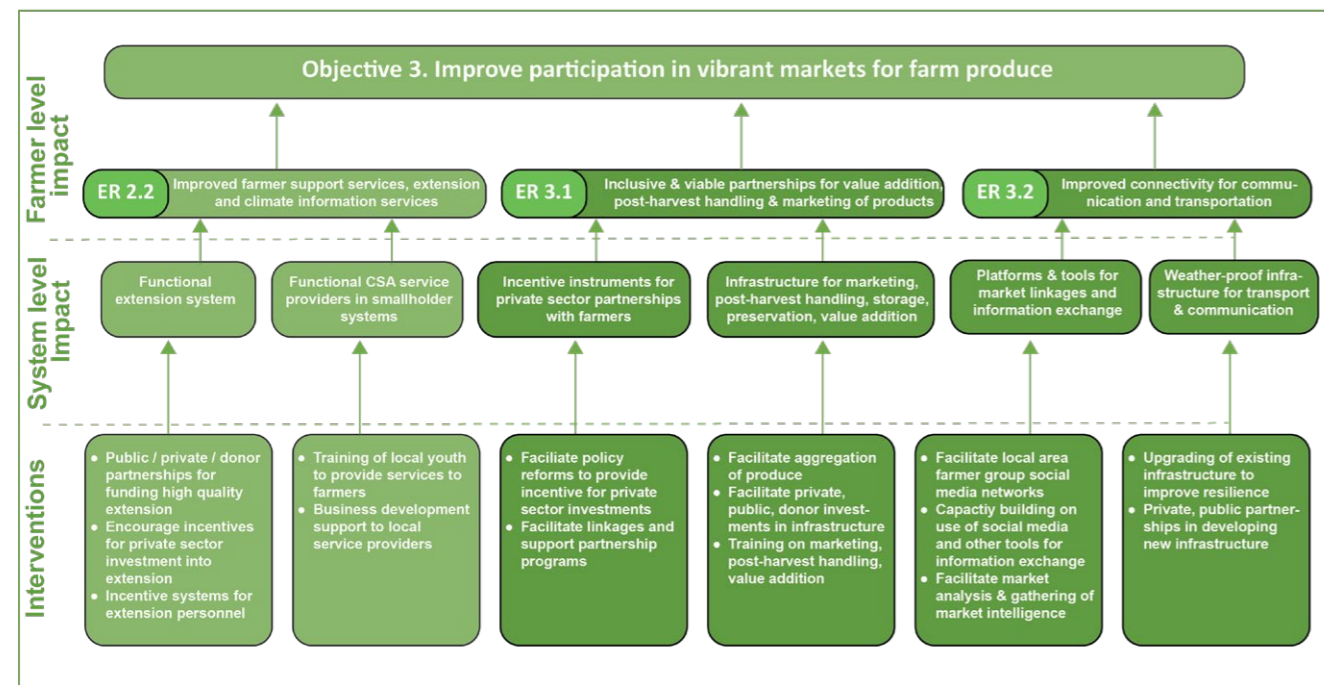 Objective 3. Improve participation in vibrant markets for farm produce
Farmer level
impact
ER 2.2
Improved farmer support services, extension
and climate information services
ER 3.1
Inclusive & viable partnerships for value addition,
post-harvest handling & marketing of products
ER 3.2
Improved connectivity for commu-
nication and transportation
System level
Impact
Functional
extension system
Functional CSA service
providers in smallholder
systems
Incentive instruments for
private sector partnerships
with farmers
Infrastructure for marketing,
post-harvest handling, storage,
preservation, value addition
Platforms & tools for
market linkages and
information exchange
Weather-proof infra-
structure for transport
& communication
Interventions
• Public / private / donor
partnerships for
funding high quality
extension
• Encourage incentives
for private sector
investment into
extension
• Incentive systems for
extension personnel
• Training of local youth
to provide services to
farmers
• Business development
support to local
service providers
• Faciliate policy
reforms to provide
incentive for private
sector investments
• Facilitate linkages and
support partnership
programs
• Facilitate aggregation
of produce
• Facilitate private,
public, donor invest-
ments in infrastructure
• Training on marketing,
post-harvest handling,
value addition
• Facilitate local area
farmer group social
media networks
• Capactiy building on
use of social media
and other tools for
information exchange
• Facilitate market
analysis & gathering of
market intelligence
• Upgrading of existing
infrastructure to
improve resilience
• Private, public partner-
ships in developing
new infrastructure